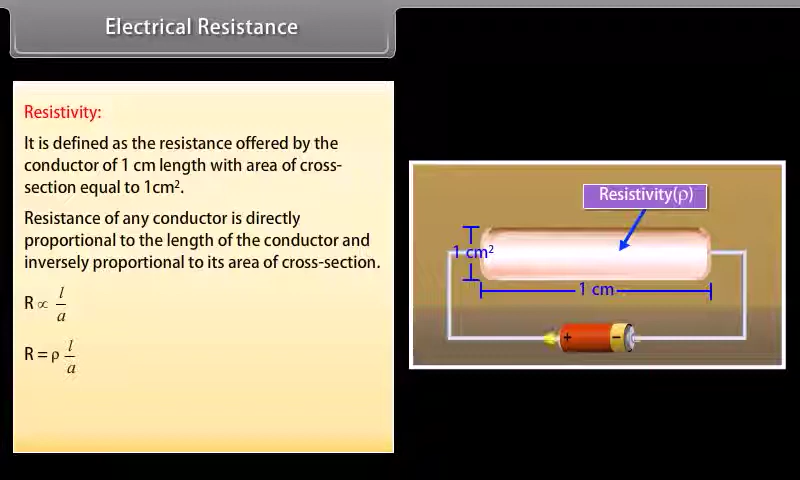 Electrical Resistance
Resistivity:
It is defined as the resistance offered by the
conductor of 1 cm length with area of cross-
section equal to 1cm².
Resistance of any conductor is directly
proportional to the length of the conductor and
inversely proportional to its area of cross-section.
R ∝ l/a
R = ρ l/a
Resistivity(ρ)
1 cm²
1 cm
+ −